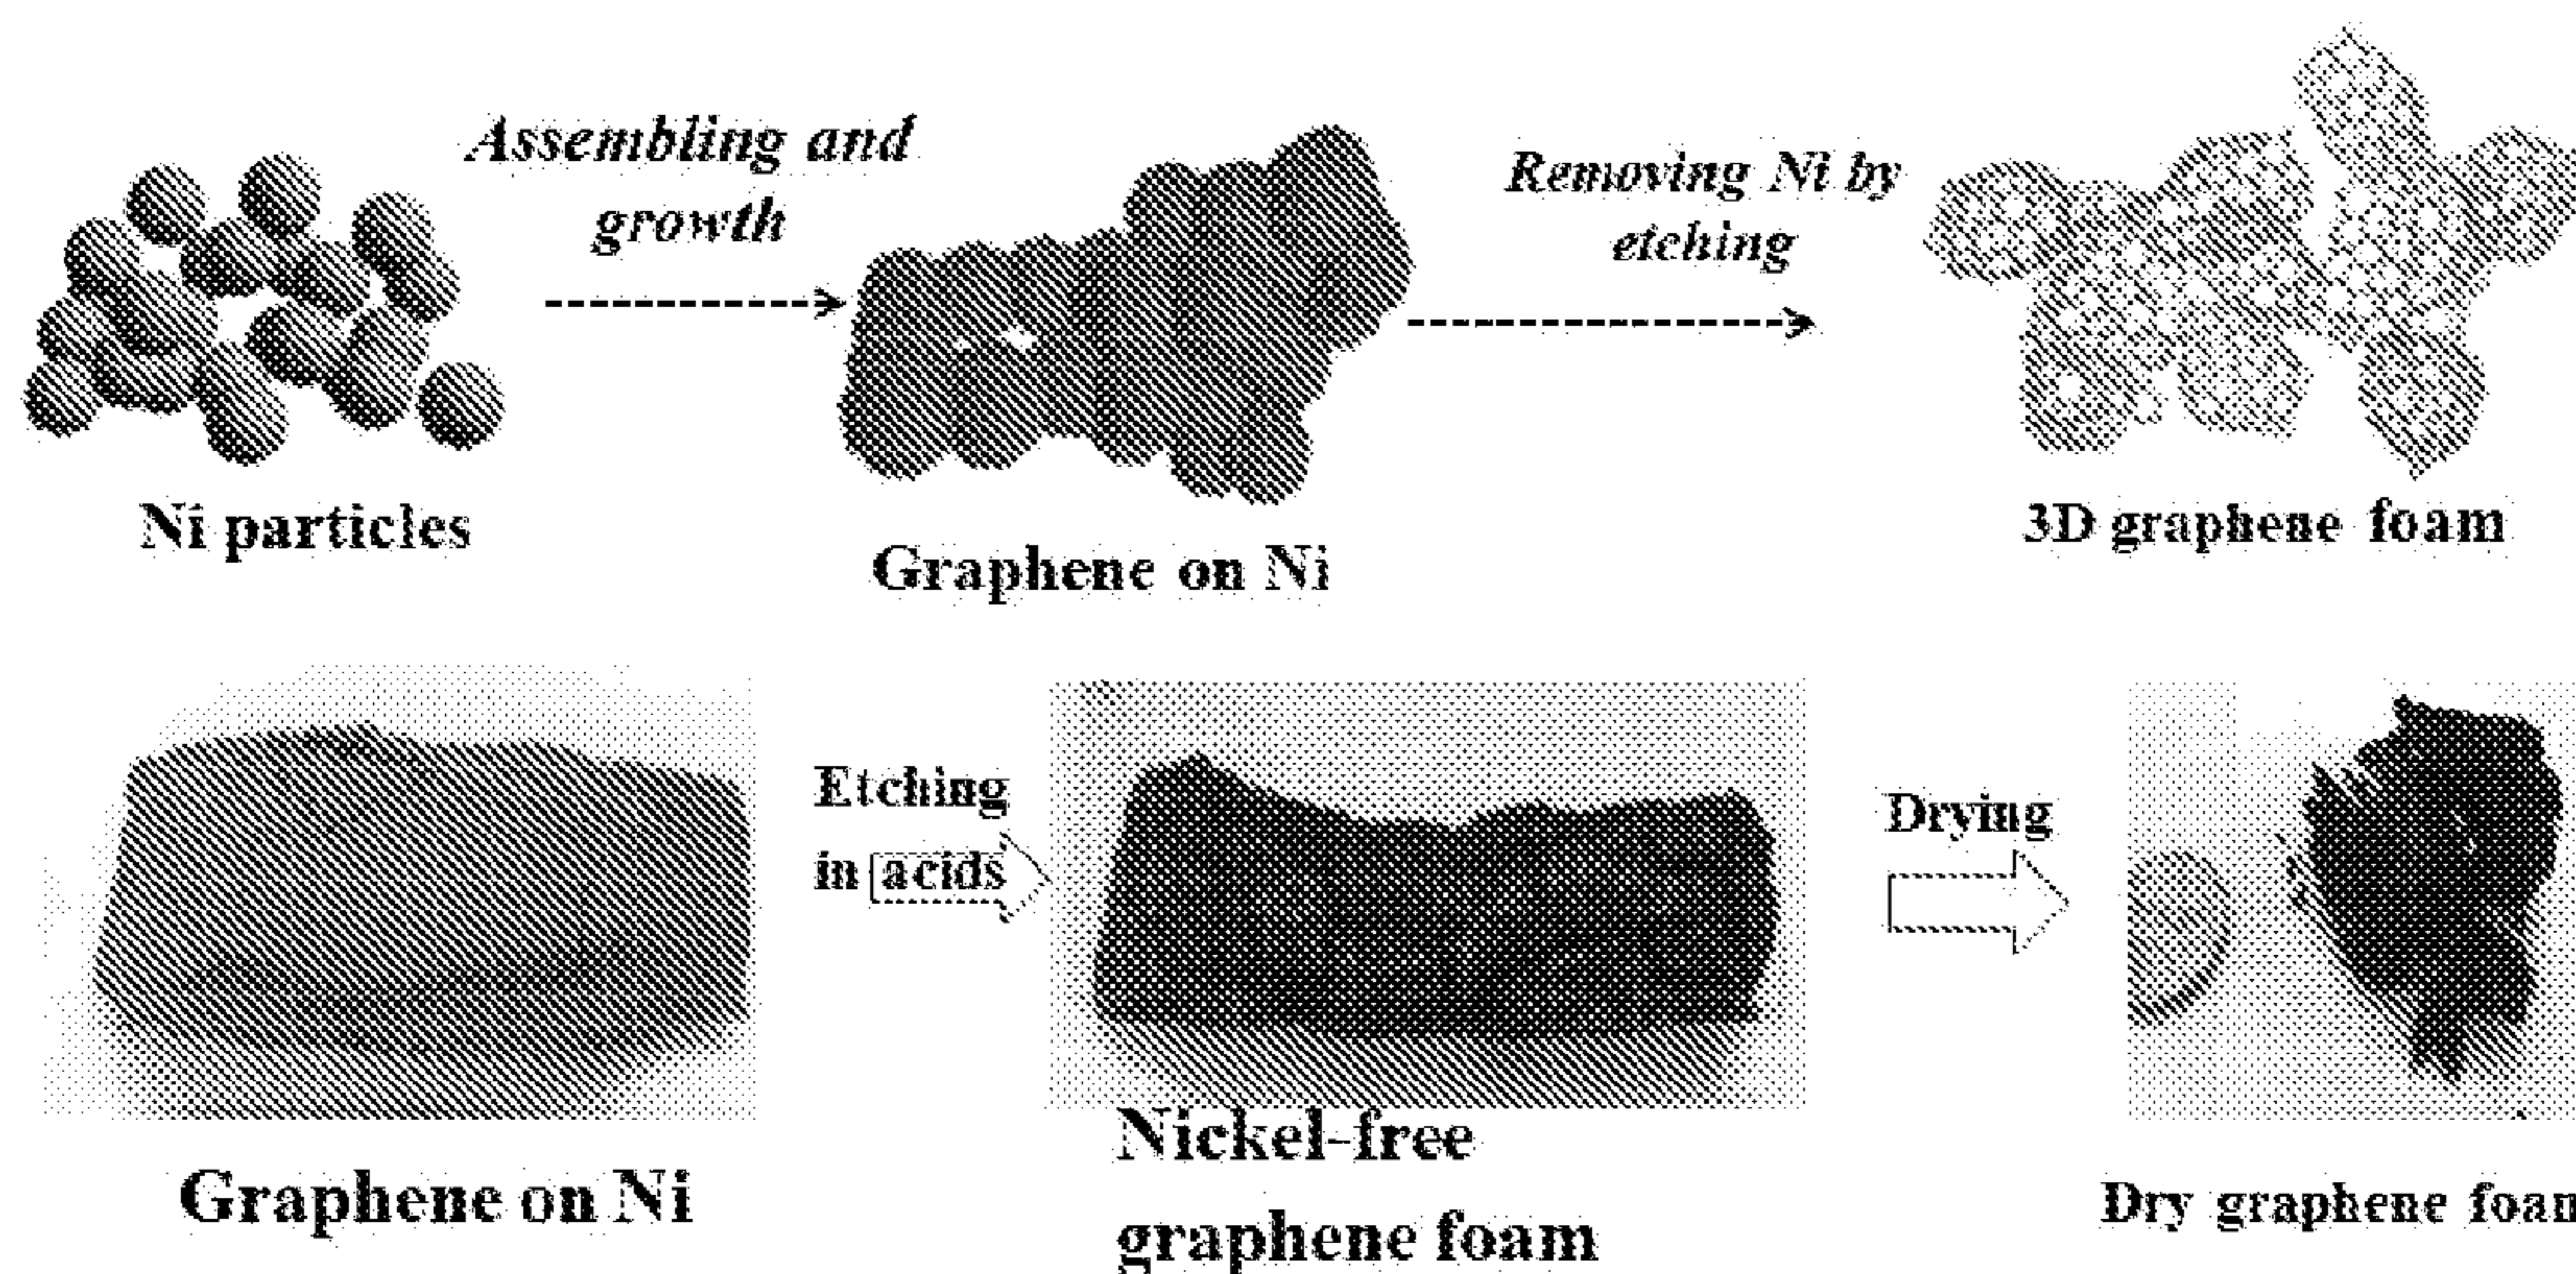 Assembling and
growth
Removing Ni by
etching
Ni particles
Graphene on Ni
3D graphene foam
Etching
in acids
Drying
Graphene on Ni
Nickel-free
graphene foam
Dry graphene foam